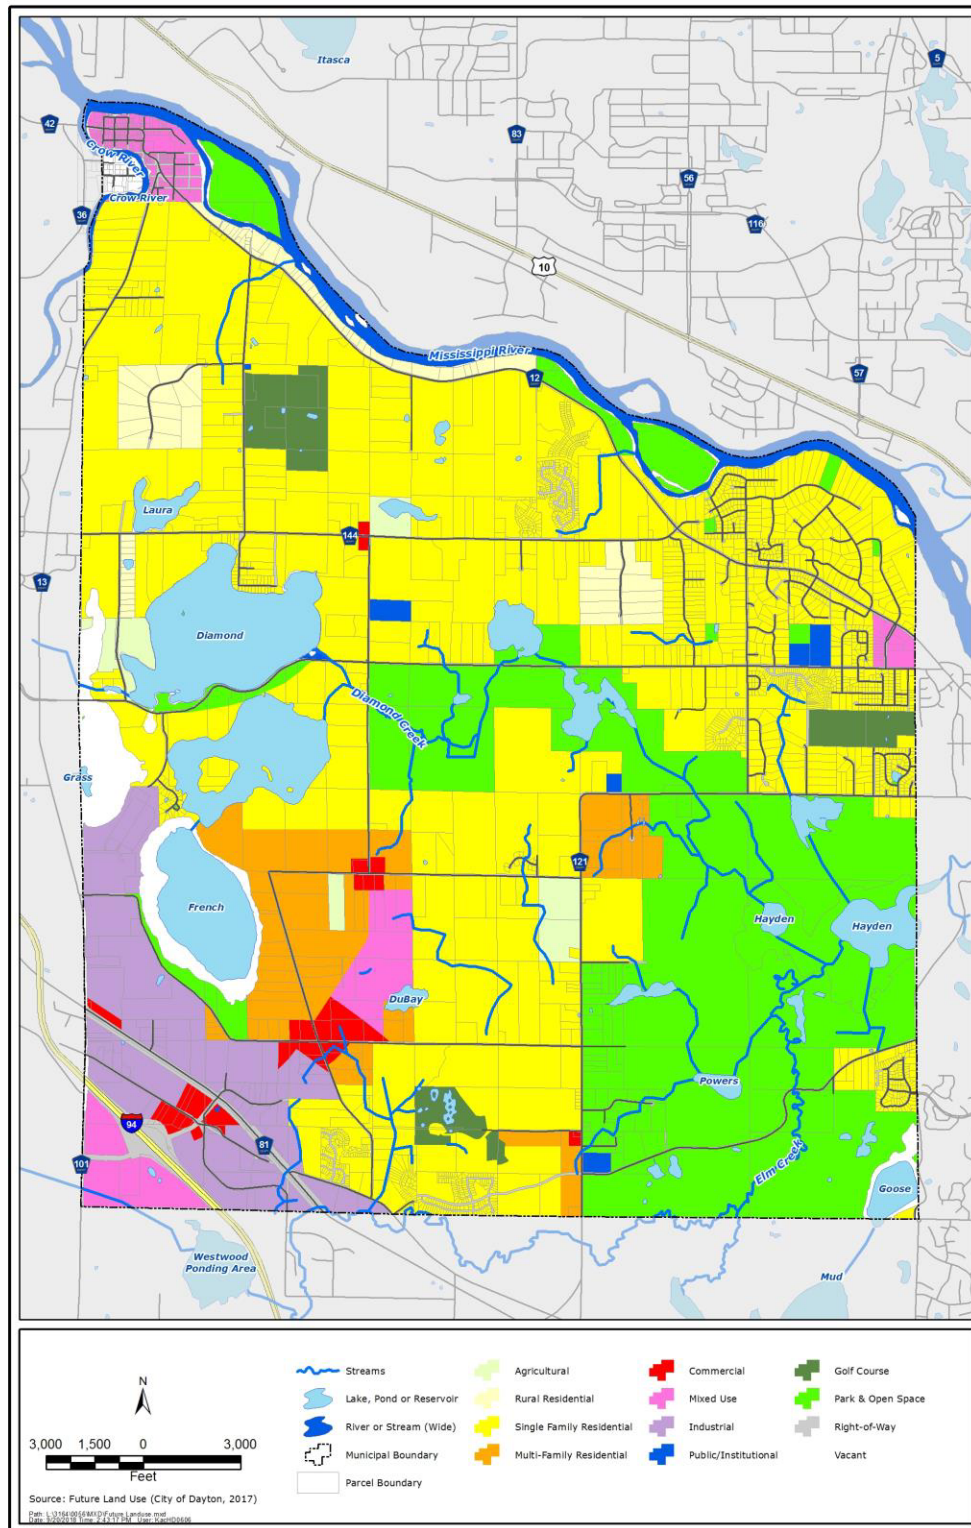 Itasca
5
42
83
Crow River
56
Crow River
36
116
10
Mississippi River
12
57
Laura
144
13
Diamond
Diamond Creek
Grass
121
French
Hayden
Hayden
DuBay
Powers
94
81
101
Elm Creek
Goose
Westwood
Ponding Area
Mud
N
3,000 1,500 0 3,000
Feet
Streams
Lake, Pond or Reservoir
River or Stream (Wide)
Municipal Boundary
Parcel Boundary
Agricultural
Rural Residential
Single Family Residential
Multi-Family Residential
Commercial
Mixed Use
Industrial
Public/Institutional
Golf Course
Park & Open Space
Right-of-Way
Vacant
Source: Future Land Use (City of Dayton, 2017)